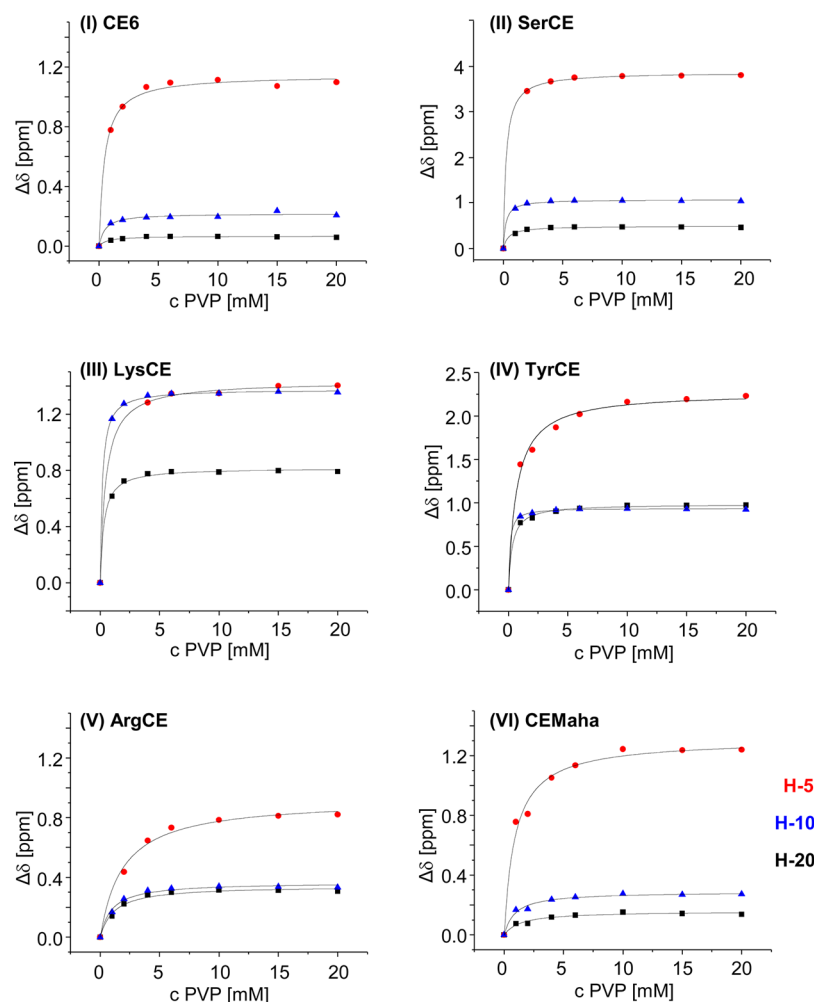 (I) CE6
1.2
0.8
0.4
0.0
Δδ [ppm]
0 5 10 15 20
c PVP [mM]
(II) SerCE
4
3
2
1
0
Δδ [ppm]
0 5 10 15 20
c PVP [mM]
(III) LysCE
1.2
0.8
0.4
0.0
Δδ [ppm]
0 5 10 15 20
c PVP [mM]
(IV) TyrCE
2.5
2.0
1.5
1.0
0.5
0.0
Δδ [ppm]
0 5 10 15 20
c PVP [mM]
(V) ArgCE
1.2
0.8
0.4
0.0
Δδ [ppm]
0 5 10 15 20
c PVP [mM]
(VI) CEMaha
1.2
0.8
0.4
0.0
Δδ [ppm]
0 5 10 15 20
c PVP [mM]
H-5
H-10
H-20